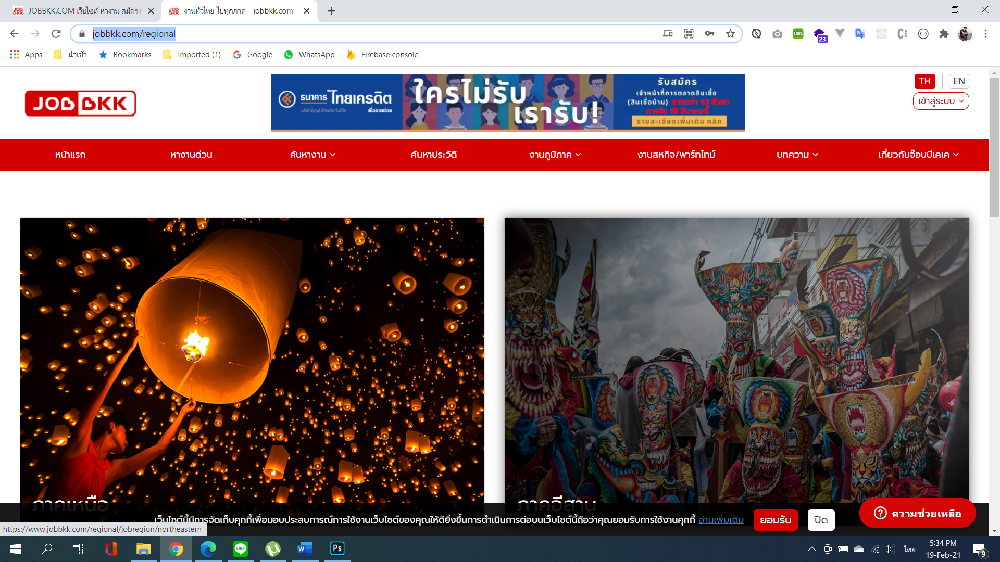 JOBBKK.COM เว็บไซต์ หางาน สมัครงา
งานทั่วไทย ไปทุกภาค - jobbkk.com -
jobbkk.com/regional
CORS
23
Apps
นำเข้า
Bookmarks
Imported (1)
Google
WhatsApp
Firebase console
JOB BKK
ธนาคาร ไทยเครดิต
เพื่อรายย่อย
ใครไม่รับ
เรารับ!
รับสมัคร
เจ้าหน้าที่การตลาดสินเชื่อ
(สินเชื่อบ้าน) มากกว่า 50 อัตรา
ภายใน 15 มีนาคมนี้
รายละเอียดเพิ่มเติม คลิก
TH
EN
เข้าสู่ระบบ
หน้าแรก
หางานด่วน
ค้นหางาน
ค้นหาประวัติ
งานภูมิภาค
งานสหกิจ/พาร์ทไทม์
บทความ
เกี่ยวกับจ๊อบบีเคเค
ภาคเหนือ
ภาคอีสาน
เว็บไซต์นี้มีการจัดเก็บคุกกี้เพื่อมอบประสบการณ์การใช้งานเว็บไซต์ของคุณให้ดียิ่งขึ้นการดำเนินการต่อบนเว็บไซต์นี้ถือว่าคุณยอมรับการใช้งานคุกกี้ อ่านเพิ่มเติม
ยอมรับ
ปิด
ความช่วยเหลือ
https://www.jobbkk.com/regional/jobregion/northeastern
LINE
Ps
ไทย
5:34 PM
19-Feb-21
9